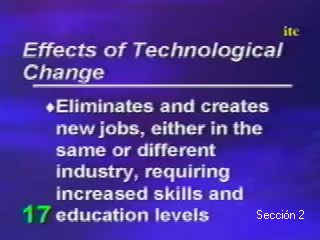 itc
Effects of Technological
Change
♦Eliminates and creates
new jobs, either in the
same or different
industry, requiring
increased skills and
education levels
17
Sección 2